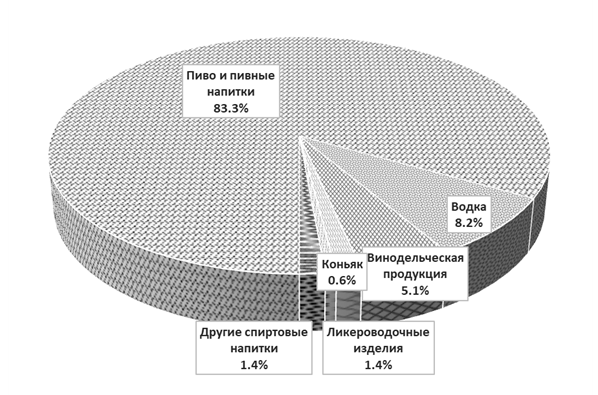 Пиво и пивные
напитки
83.3%
Водка
8.2%
Винодельческая
продукция
5.1%
Коньяк
0.6%
Ликероводочные
изделия
1.4%
Другие спиртовые
напитки
1.4%